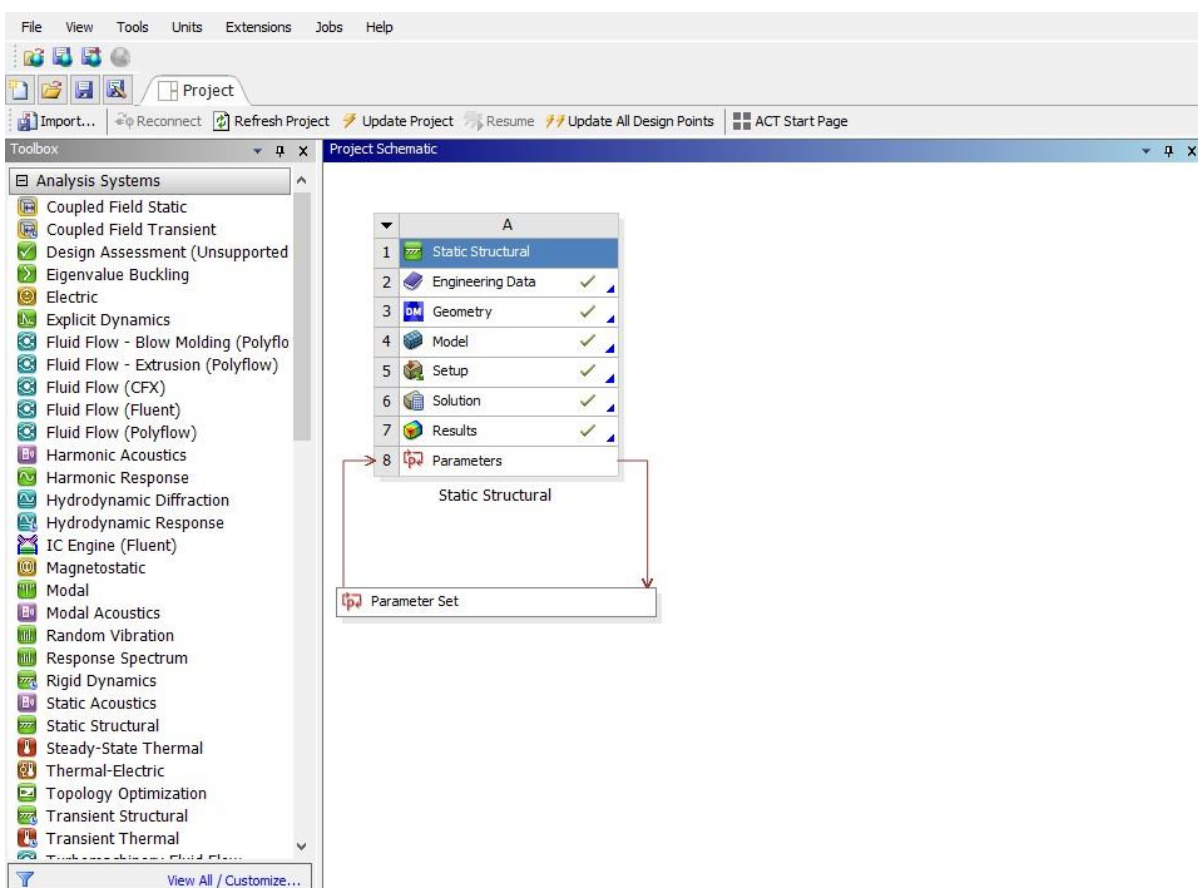 File View Tools Units Extensions Jobs Help
Project
Import... Reconnect Refresh Project Update Project Resume Update All Design Points ACT Start Page
Toolbox
Project Schematic
Analysis Systems
Coupled Field Static
Coupled Field Transient
Design Assessment (Unsupported
Eigenvalue Buckling
Electric
Explicit Dynamics
Fluid Flow - Blow Molding (Polyflo
Fluid Flow - Extrusion (Polyflow)
Fluid Flow (CFX)
Fluid Flow (Fluent)
Fluid Flow (Polyflow)
Harmonic Acoustics
Harmonic Response
Hydrodynamic Diffraction
Hydrodynamic Response
IC Engine (Fluent)
Magnetostatic
Modal
Modal Acoustics
Random Vibration
Response Spectrum
Rigid Dynamics
Static Acoustics
Static Structural
Steady-State Thermal
Thermal-Electric
Topology Optimization
Transient Structural
Transient Thermal
View All / Customize...
A
1 Static Structural
2 Engineering Data
3 DM Geometry
4 Model
5 Setup
6 Solution
7 Results
8 Parameters
Static Structural
Parameter Set